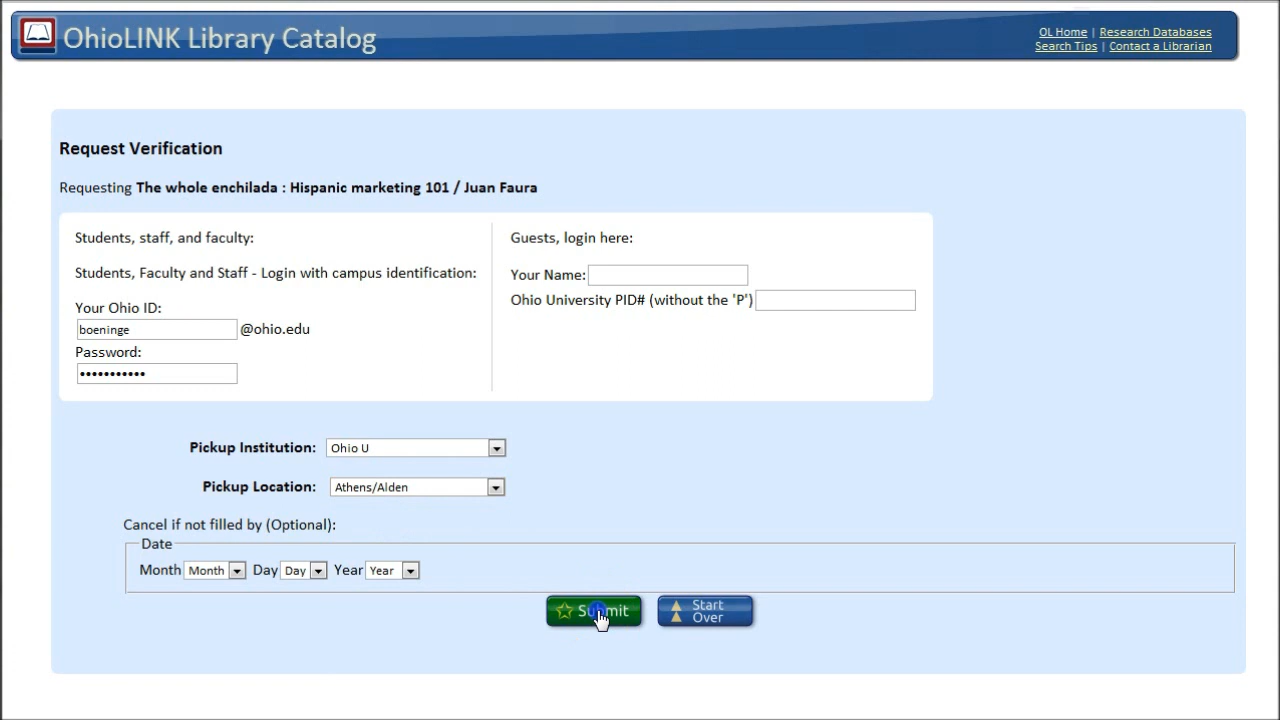 OhioLINK Library Catalog
OL Home | Research Databases
Search Tips | Contact a Librarian
Request Verification
Requesting The whole enchilada : Hispanic marketing 101 / Juan Faura
Students, staff, and faculty:
Students, Faculty and Staff - Login with campus identification:
Your Ohio ID:
boeninge @ohio.edu
Password:
•••••••••••
Guests, login here:
Your Name:
Ohio University PID# (without the 'P')
Pickup Institution: Ohio U
Pickup Location: Athens/Alden
Cancel if not filled by (Optional):
Date
Month Month Day Day Year Year
Submit
Start
Over